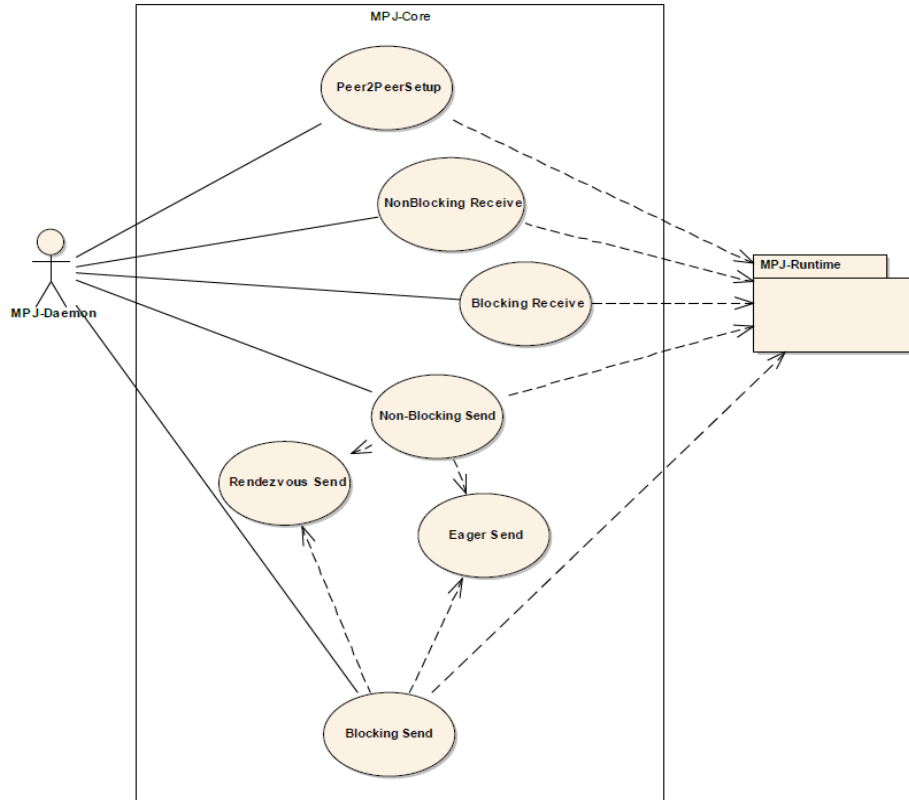 MPJ-Core
Peer2PeerSetup
NonBlocking Receive
MPJ-Runtime
Blocking Receive
MPJ-Daemon
Non-Blocking Send
Rendezvous Send
Eager Send
Blocking Send